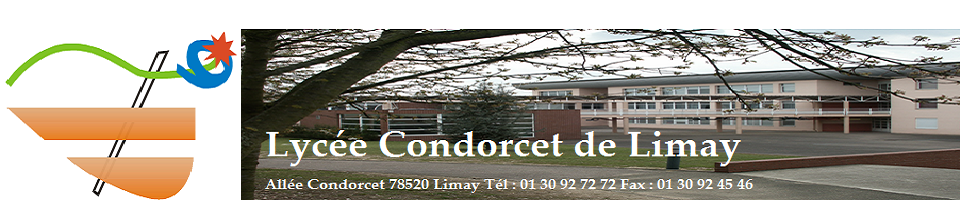 Lycée Condorcet de Limay
Allée Condorcet 78520 Limay Tél : 01 30 92 72 72 Fax : 01 30 92 45 46